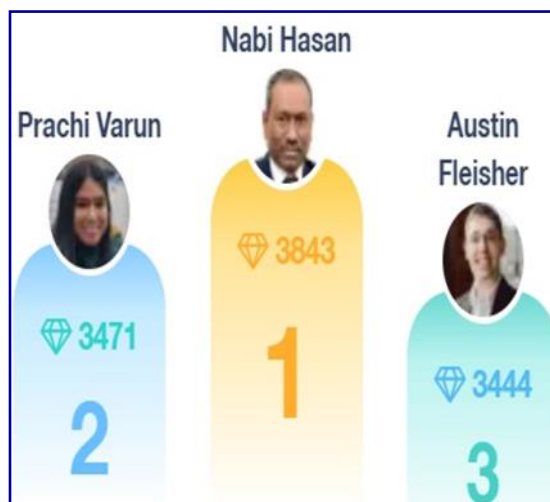 Nabi Hasan
Prachi Varun
Austin
Fleisher
3843
3471
3444
1
2
3